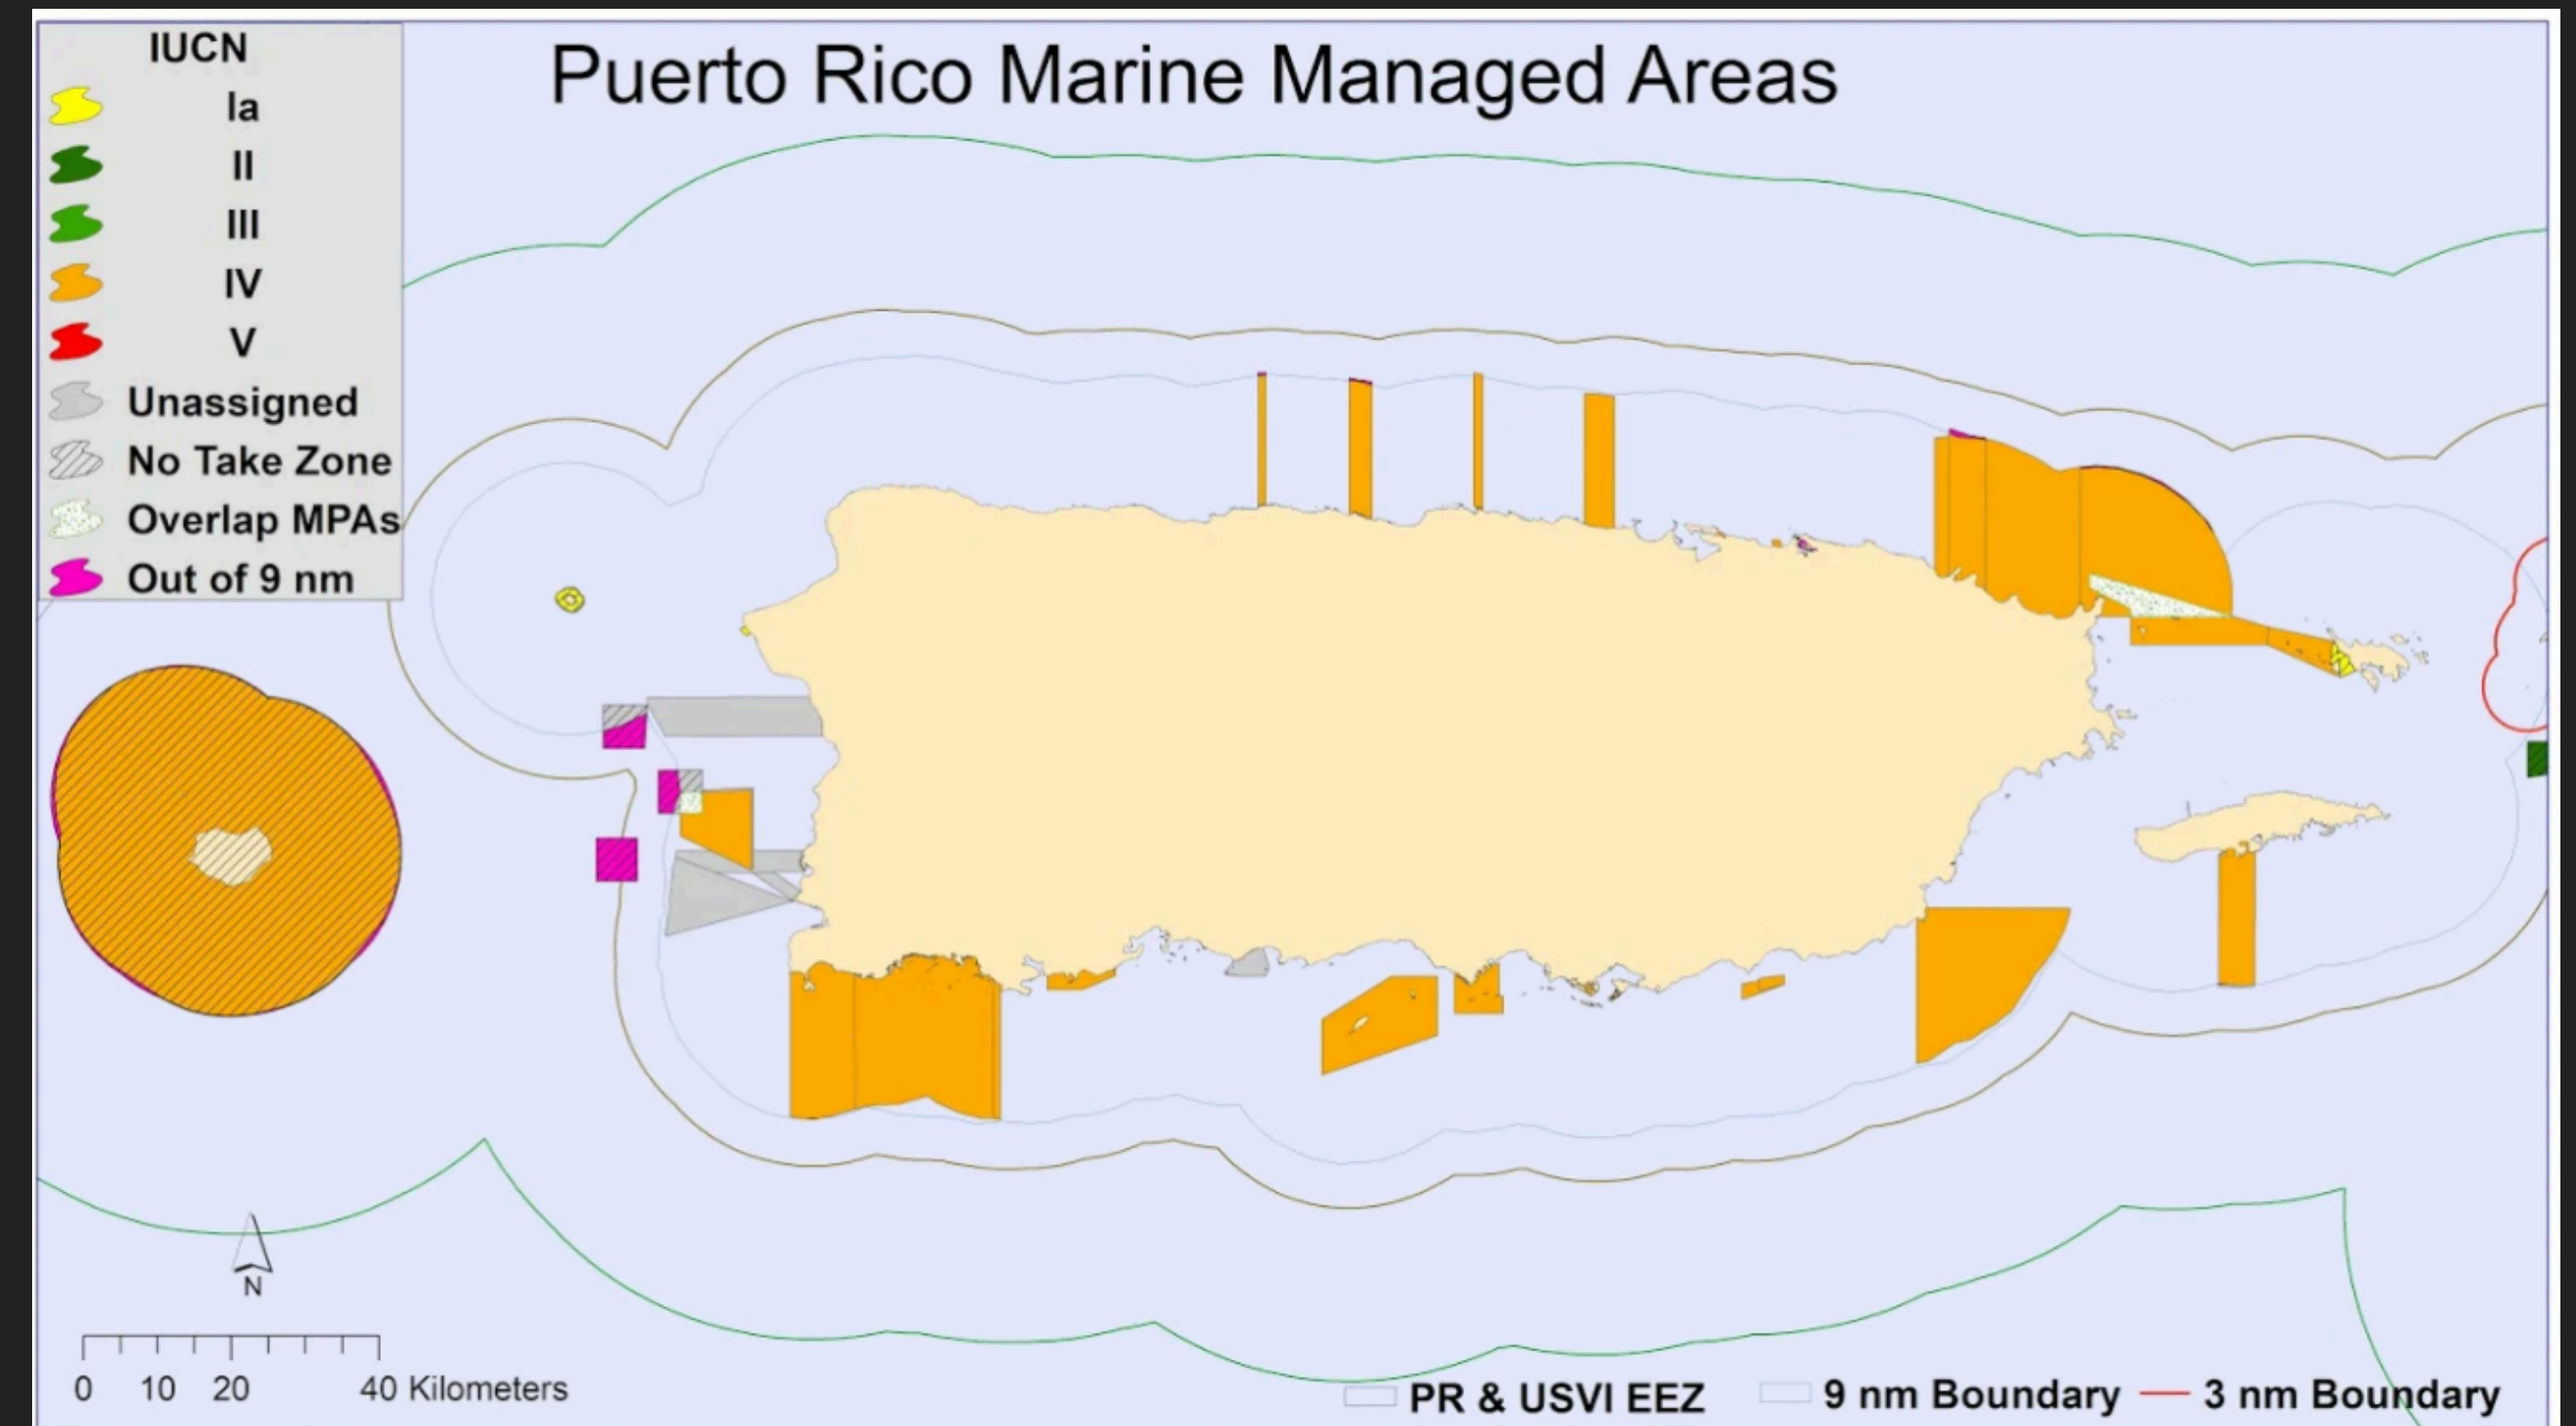 Puerto Rico Marine Managed Areas
IUCN
Ia
II
III
IV
V
Unassigned
No Take Zone
Overlap MPAs
Out of 9 nm
N
0 10 20 40 Kilometers
PR & USVI EEZ 9 nm Boundary 3 nm Boundary